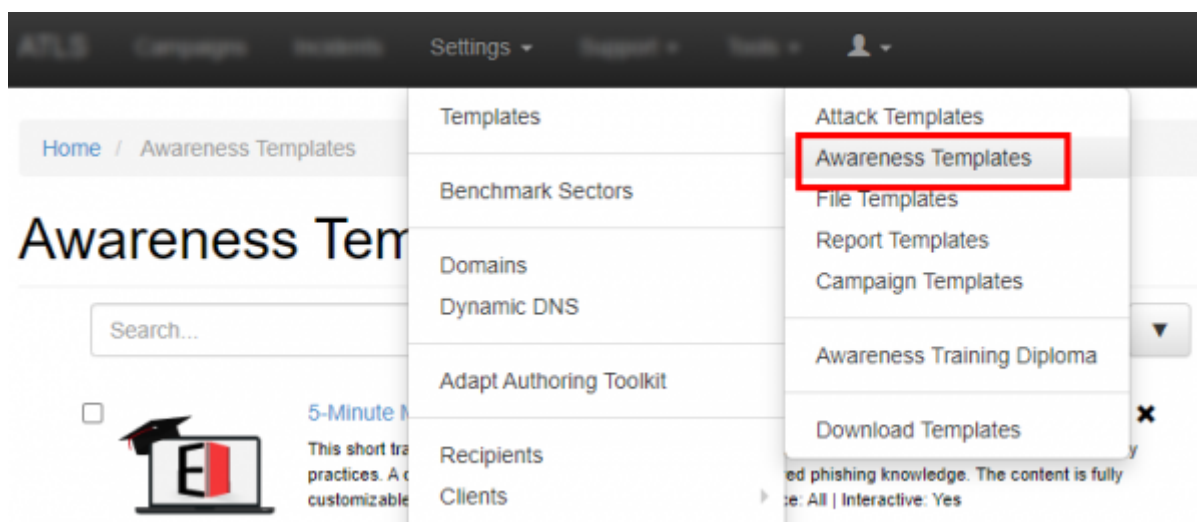 Settings
Home / Awareness Templates
Awareness Tem
Search...
Templates
Benchmark Sectors
Domains
Dynamic DNS
Adapt Authoring Toolkit
Recipients
Clients
Attack Templates
Awareness Templates
File Templates
Report Templates
Campaign Templates
Awareness Training Diploma
Download Templates
5-Minute
This short tra
practices. A
ed phishing knowledge. The content is fully
customizable
ce: All | Interactive: Yes